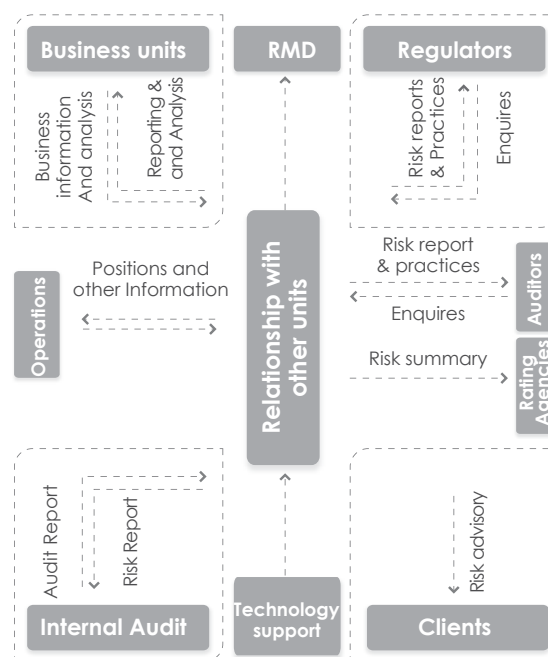 Business units
RMD
Regulators
Business
information
And analysis
Reporting &
and Analysis
Risk reports
& Practices
Enquires
Operations
Positions and
other Information
Relationship with
other units
Risk report
& practices
Enquires
Auditors
Risk summary
Rating
Agencies
Audit Report
Risk Report
Risk advisory
Internal Audit
Technology
support
Clients